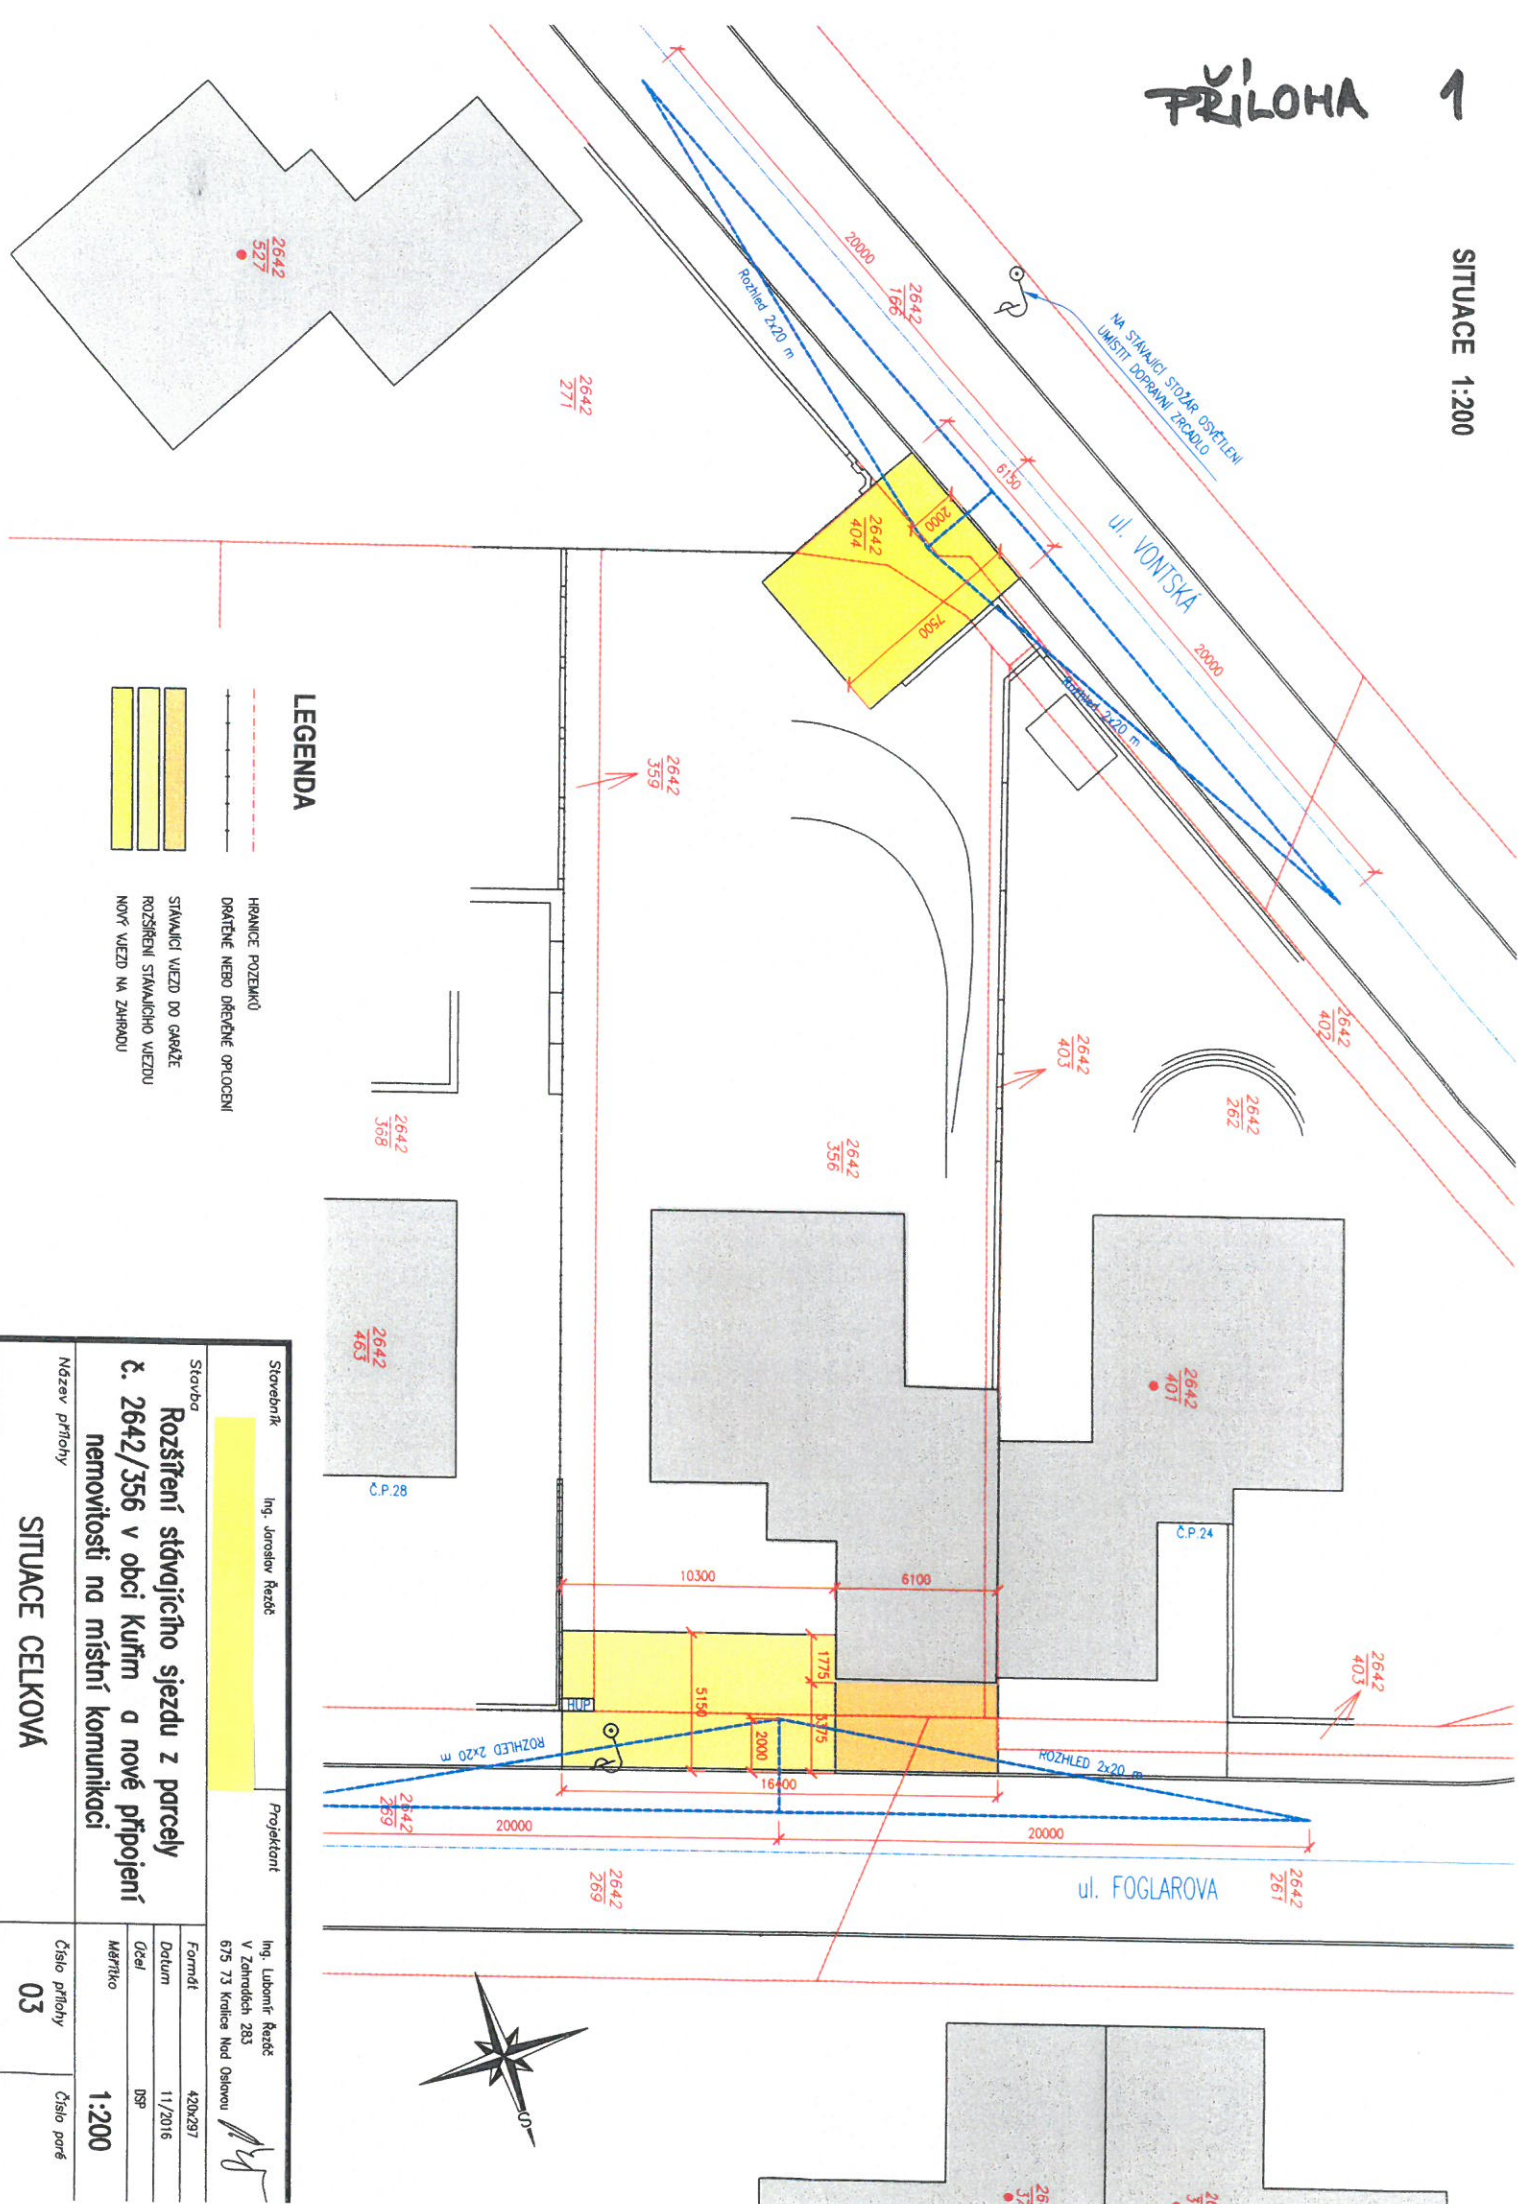 PŘÍLOHA 1
SITUACE 1:200
NA STÁVAJÍCÍ STOŽÁR OSVĚTLENÍ
UMÍSTIT DOPRAVNÍ ZRCADLO
ul. VONTSKÁ
20000
2642
166
Rozhled 2x20 m
6150
2000
2642
404
7500
20000
Rozhled 2x20 m
2642
527
2642
271
2642
359
2642
402
2642
403
2642
262
2642
356
2642
368
2642
463
Č.P.28
2642
401
Č.P.24
2642
403
10300
6100
1775
5150
3375
2000
HUP
ROZHLED 2x20 m
ROZHLED 2x20 m
16400
2642
269
20000
20000
2642
269
ul. FOGLAROVA
2642
261
S
LEGENDA
HRANICE POZEMKŮ
DRÁTĚNÉ NEBO DŘEVĚNÉ OPLOCENÍ
STÁVAJÍCÍ VJEZD DO GARÁŽE
ROZŠÍŘENÍ STÁVAJÍCÍHO VJEZDU
NOVÝ VJEZD NA ZAHRADU
Stavebník
Ing. Jaroslav Řezáč
Projektant
Ing. Lubomír Řezáč
V Zahradách 283
675 73 Kralice Nad Oslavou
Stavba
Rozšíření stávajícího sjezdu z parcely
č. 2642/356 v obci Kuřim a nové připojení
nemovitosti na místní komunikaci
Formát 420x297
Datum 11/2016
Účel DSP
Měřítko 1:200
Název přílohy
SITUACE CELKOVÁ
Číslo přílohy
03
Číslo paré